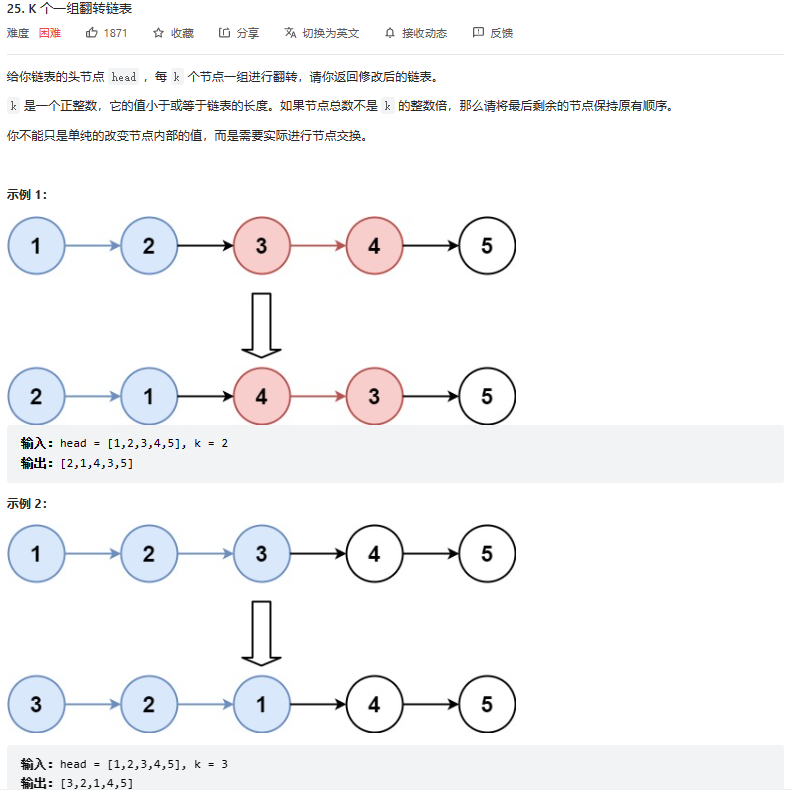 25. K 个一组翻转链表
难度 困难 1871 收藏 分享 切换为英文 接收动态 反馈
给你链表的头节点 head ，每 k 个节点一组进行翻转，请你返回修改后的链表。
k 是一个正整数，它的值小于或等于链表的长度。如果节点总数不是 k 的整数倍，那么请将最后剩余的节点保持原有顺序。
你不能只是单纯的改变节点内部的值，而是需要实际进行节点交换。
示例 1：
1 2 3 4 5
2 1 4 3 5
输入：head = [1,2,3,4,5], k = 2
输出：[2,1,4,3,5]
示例 2：
1 2 3 4 5
3 2 1 4 5
输入：head = [1,2,3,4,5], k = 3
输出：[3,2,1,4,5]